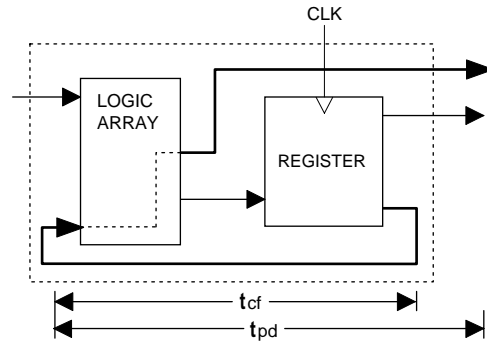 CLK
LOGIC
ARRAY
REGISTER
tcf
tpd